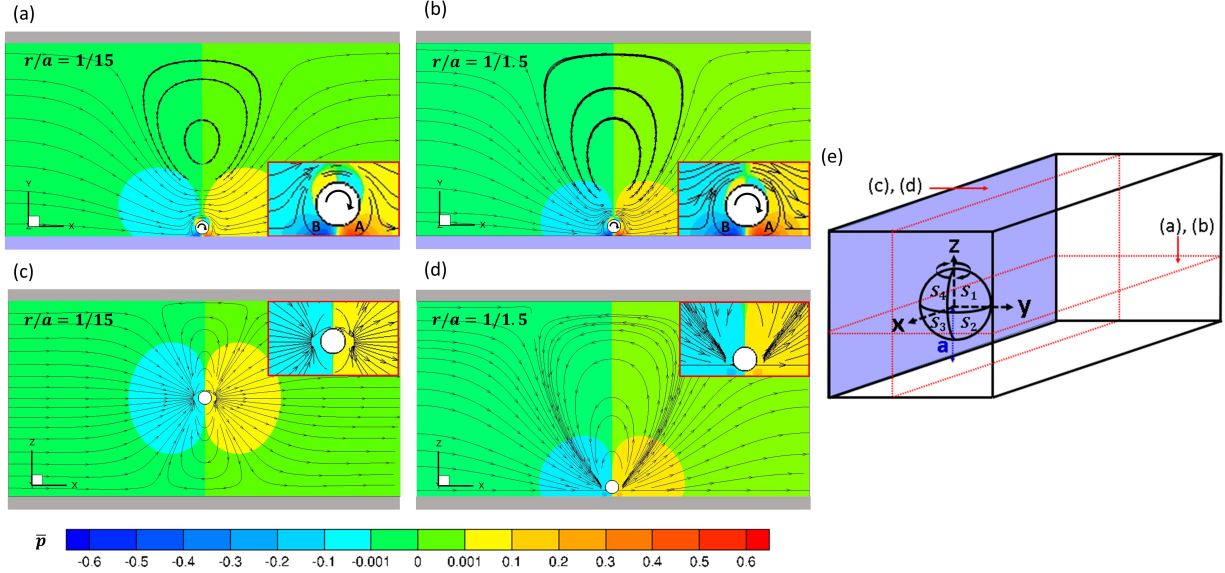 (a)
r/a = 1/15
Y
X
B
A
(b)
r/a = 1/1.5
Y
X
B
A
(c)
r/a = 1/15
Z
X
(d)
r/a = 1/1.5
Z
X
(e)
(c), (d)
(a), (b)
z
S4 S1
y
x
S3 S2
a
p̅
-0.6 -0.5 -0.4 -0.3 -0.2 -0.1 -0.001 0 0.001 0.1 0.2 0.3 0.4 0.5 0.6